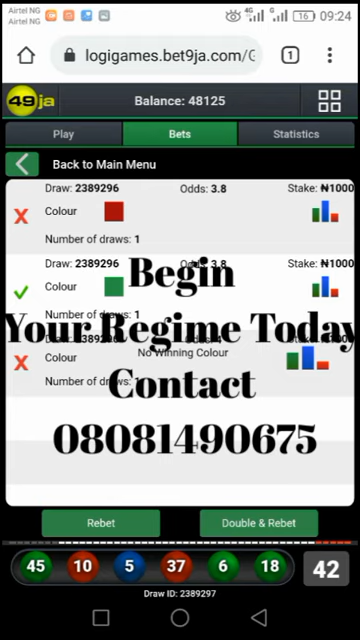 Airtel NG
Airtel NG
4G
G
16
09:24
logigames.bet9ja.com/G
1
49ja
Balance: 48125
Play
Bets
Statistics
Back to Main Menu
Draw: 2389296
Odds: 3.8
Stake: ₦1000
X
Colour
Number of draws: 1
Draw: 2389296
Odds: 3.8
Stake: ₦1000
Colour
Begin
Number of draws: 1
Your Regime Today
Colour
No Winning Colour
X
Number of draws: 1
Contact
08081490675
Rebet
Double & Rebet
45
10
5
37
6
18
42
Draw ID: 2389297